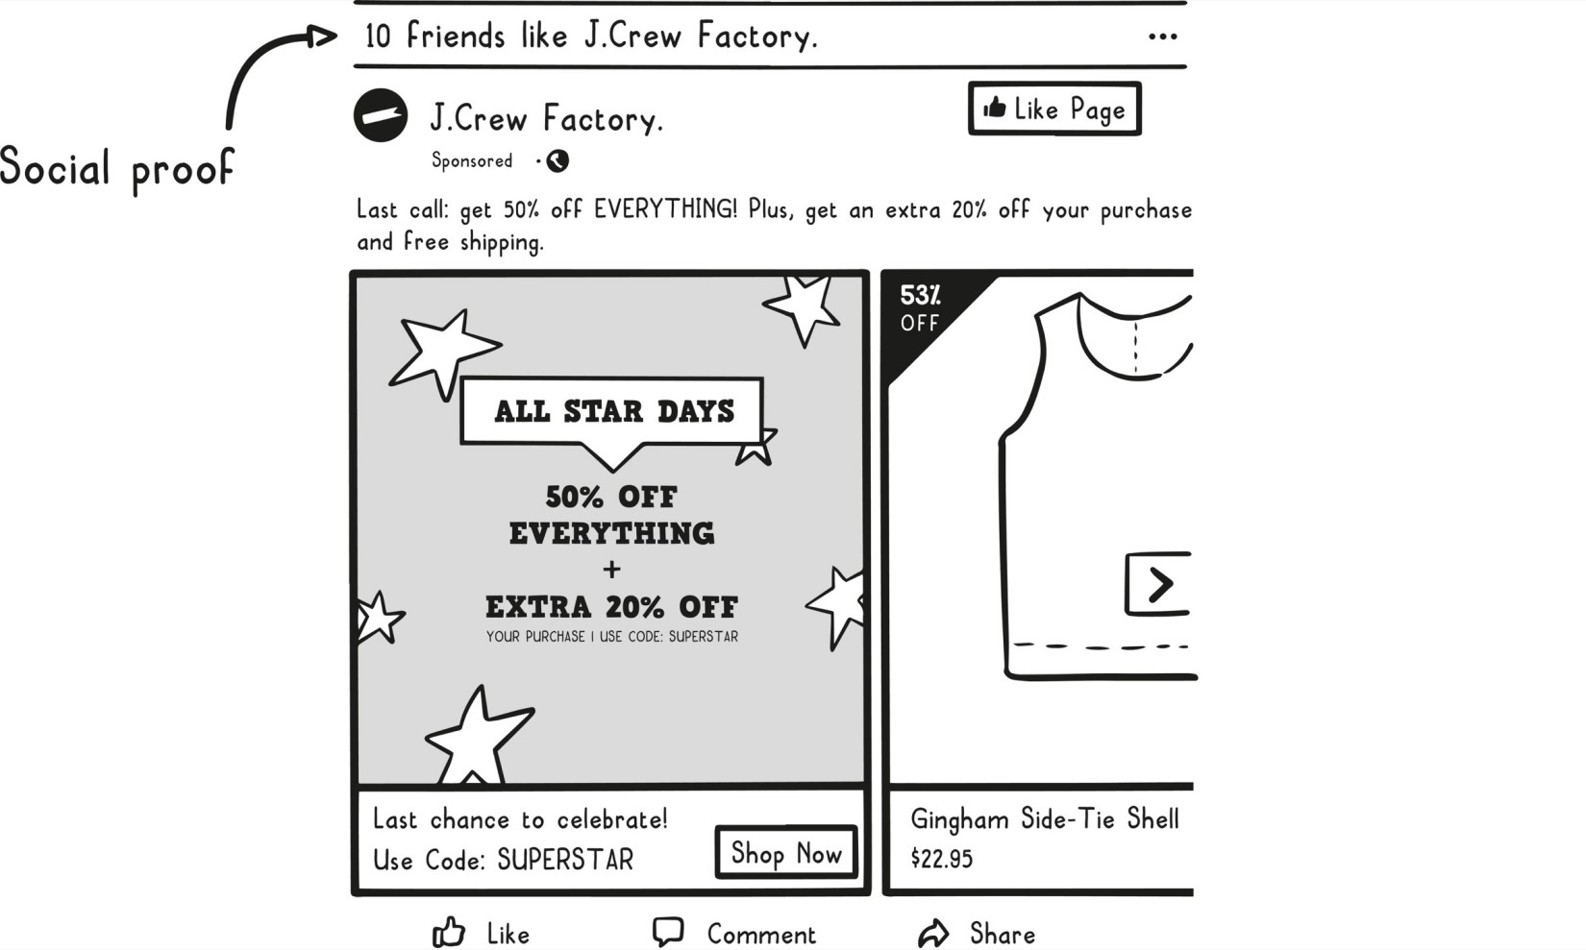 10 friends like J.Crew Factory.
...
Social proof
J.Crew Factory.
Like Page
Sponsored ·
Last call: get 50% off EVERYTHING! Plus, get an extra 20% off your purchase
and free shipping.
ALL STAR DAYS
50% OFF
EVERYTHING
+
EXTRA 20% OFF
YOUR PURCHASE | USE CODE: SUPERSTAR
53%
OFF
Last chance to celebrate!
Use Code: SUPERSTAR
Shop Now
Gingham Side-Tie Shell
$22.95
Like
Comment
Share